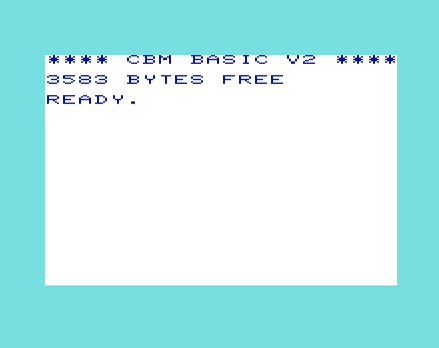 **** CBM BASIC V2 ****
3583 BYTES FREE
READY.